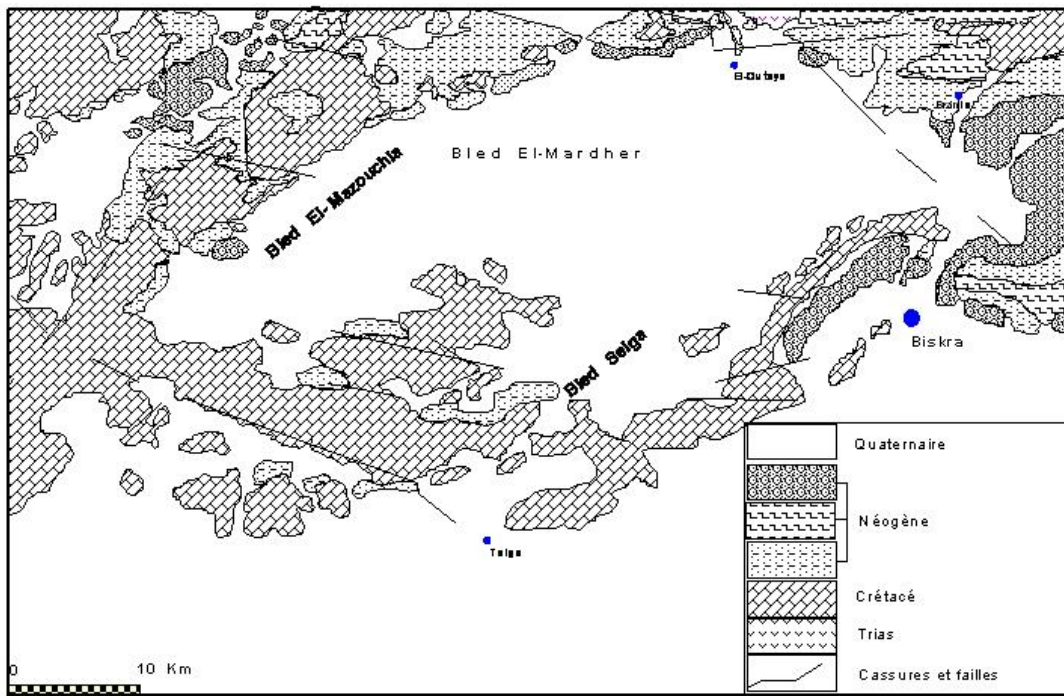 El-Outaya
Branis
Bled El-Mardher
Bled El-Mazouchia
Biskra
Bled Selga
Tolga
Quaternaire
Néogène
Crétacé
Trias
Cassures et failles
0 10 Km